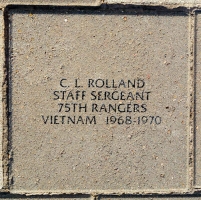 C. L. ROLLAND
STAFF SERGEANT
75TH RANGERS
VIETNAM 1968-1970